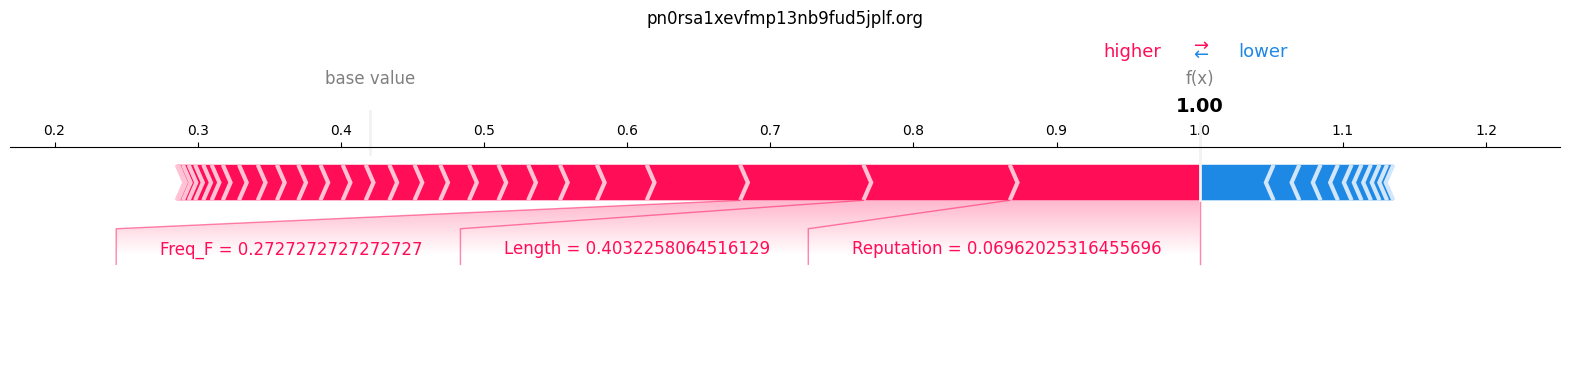 pn0rsa1xevfmp13nb9fud5jplf.org
higher ⇄ lower
base value f(x)
1.00
0.2 0.3 0.4 0.5 0.6 0.7 0.8 0.9 1.0 1.1 1.2
Freq_F = 0.2727272727272727 Length = 0.4032258064516129 Reputation = 0.06962025316455696